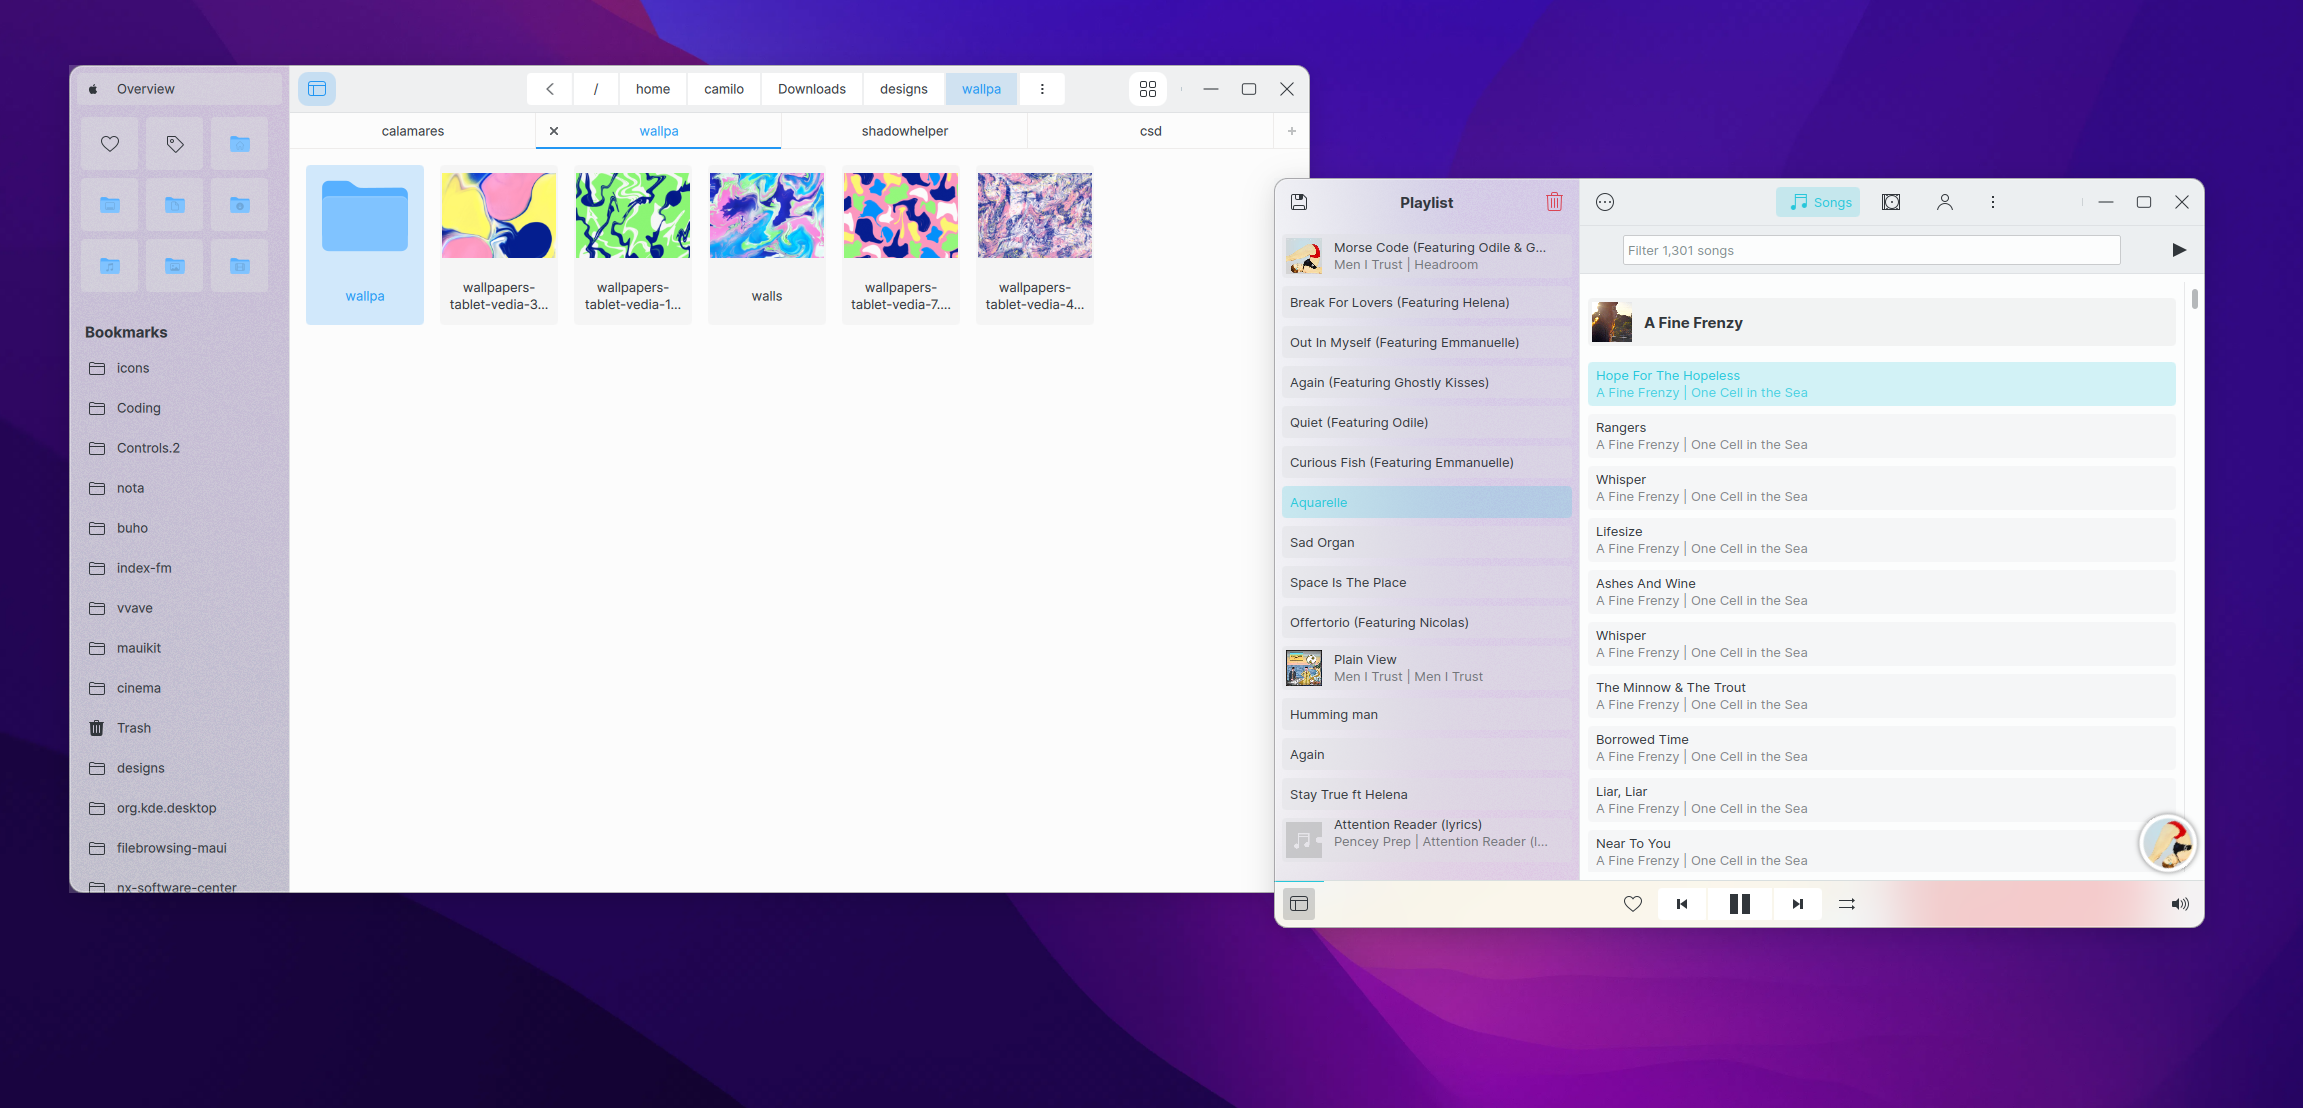 Overview
/
home
camilo
Downloads
designs
wallpa
calamares
wallpa
shadowhelper
csd
wallpa
wallpapers-
tablet-vedia-3...
wallpapers-
tablet-vedia-1...
walls
wallpapers-
tablet-vedia-7....
wallpapers-
tablet-vedia-4...
Bookmarks
icons
Coding
Controls.2
nota
buho
index-fm
vvave
mauikit
cinema
Trash
designs
org.kde.desktop
filebrowsing-maui
nx-software-center
Playlist
Morse Code (Featuring Odile & G...
Men I Trust | Headroom
Break For Lovers (Featuring Helena)
Out In Myself (Featuring Emmanuelle)
Again (Featuring Ghostly Kisses)
Quiet (Featuring Odile)
Curious Fish (Featuring Emmanuelle)
Aquarelle
Sad Organ
Space Is The Place
Offertorio (Featuring Nicolas)
Plain View
Men I Trust | Men I Trust
Humming man
Again
Stay True ft Helena
Attention Reader (lyrics)
Pencey Prep | Attention Reader (l...
Songs
Filter 1,301 songs
A Fine Frenzy
Hope For The Hopeless
A Fine Frenzy | One Cell in the Sea
Rangers
A Fine Frenzy | One Cell in the Sea
Whisper
A Fine Frenzy | One Cell in the Sea
Lifesize
A Fine Frenzy | One Cell in the Sea
Ashes And Wine
A Fine Frenzy | One Cell in the Sea
Whisper
A Fine Frenzy | One Cell in the Sea
The Minnow & The Trout
A Fine Frenzy | One Cell in the Sea
Borrowed Time
A Fine Frenzy | One Cell in the Sea
Liar, Liar
A Fine Frenzy | One Cell in the Sea
Near To You
A Fine Frenzy | One Cell in the Sea